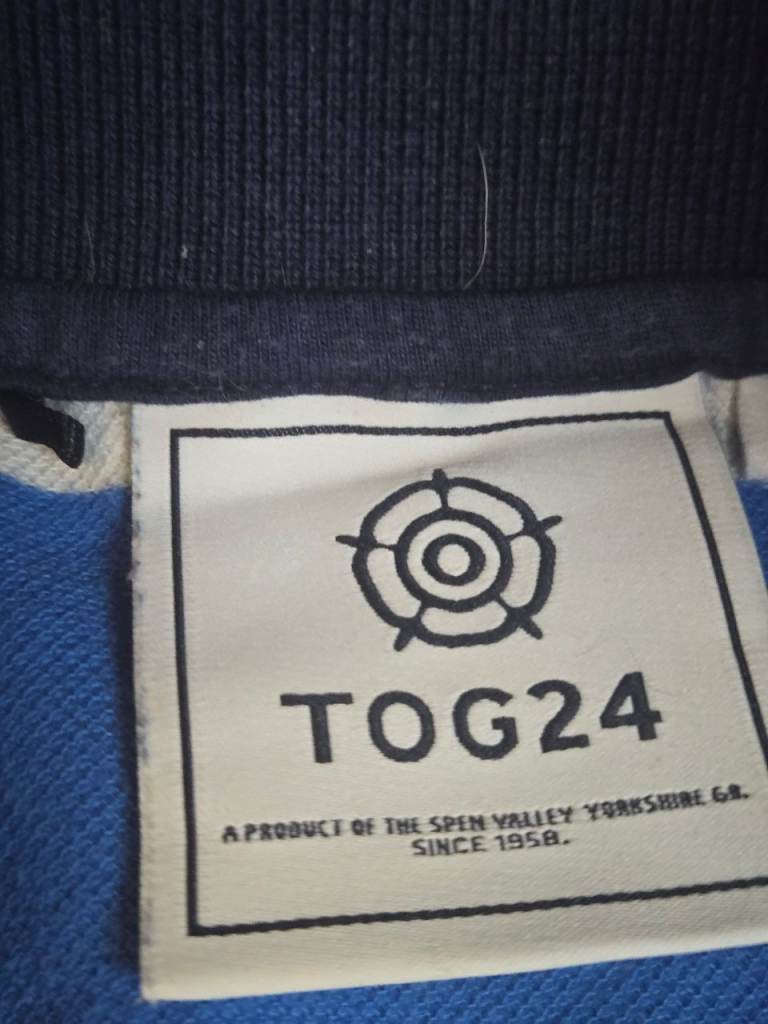 TOG24
A PRODUCT OF THE SPEN VALLEY YORKSHIRE GB.
SINCE 1958.